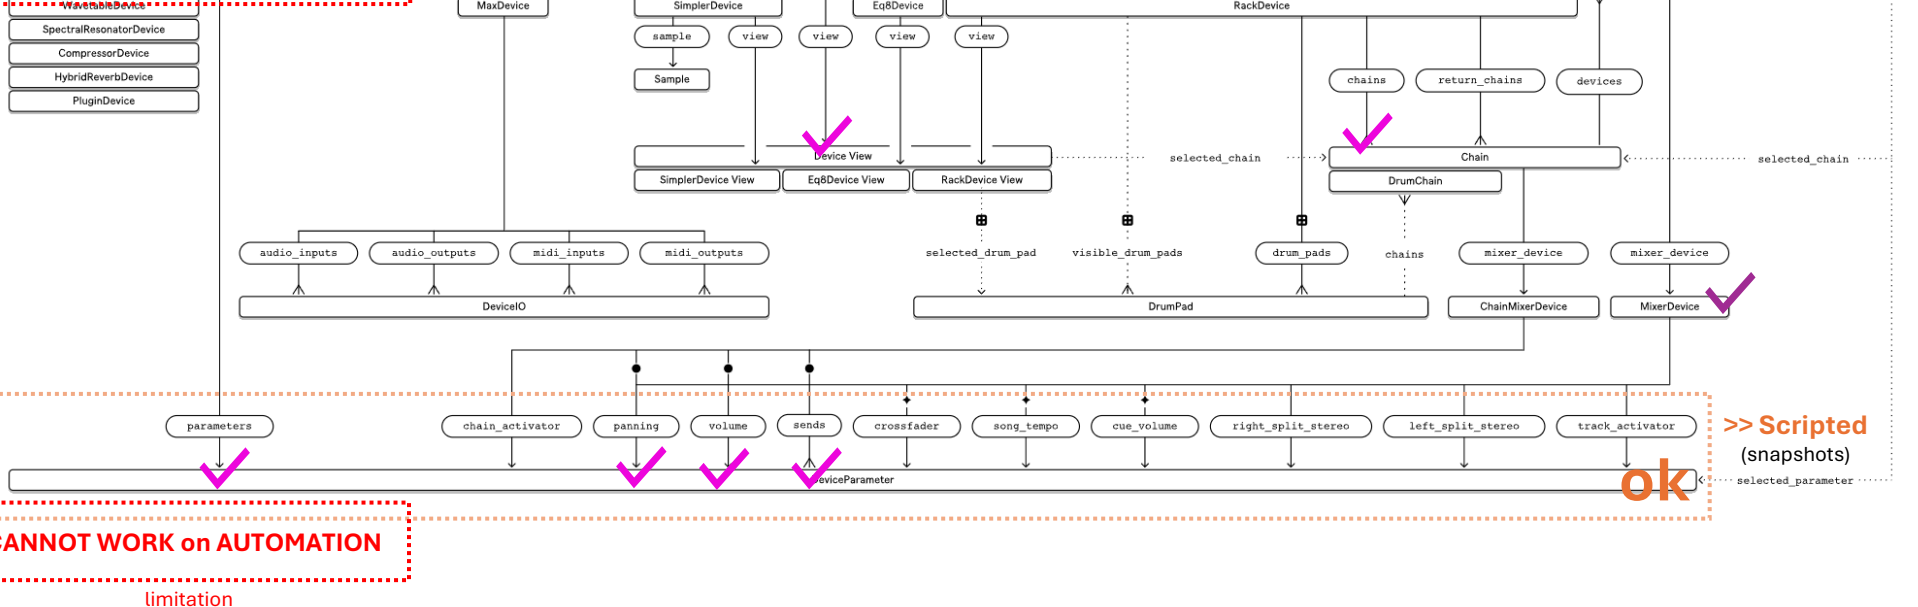 WavetableDevice
MaxDevice
SimplerDevice
Eq8Device
RackDevice
SpectralResonatorDevice
sample
view
view
view
view
CompressorDevice
HybridReverbDevice
Sample
chains
return_chains
devices
PluginDevice
Device View
selected_chain
Chain
selected_chain
SimplerDevice View
Eq8Device View
RackDevice View
DrumChain
audio_inputs
audio_outputs
midi_inputs
midi_outputs
selected_drum_pad
visible_drum_pads
drum_pads
chains
mixer_device
mixer_device
DeviceIO
DrumPad
ChainMixerDevice
MixerDevice
parameters
chain_activator
panning
volume
sends
crossfader
song_tempo
cue_volume
right_split_stereo
left_split_stereo
track_activator
>> Scripted
(snapshots)
DeviceParameter
ok
selected_parameter
CANNOT WORK on AUTOMATION
limitation